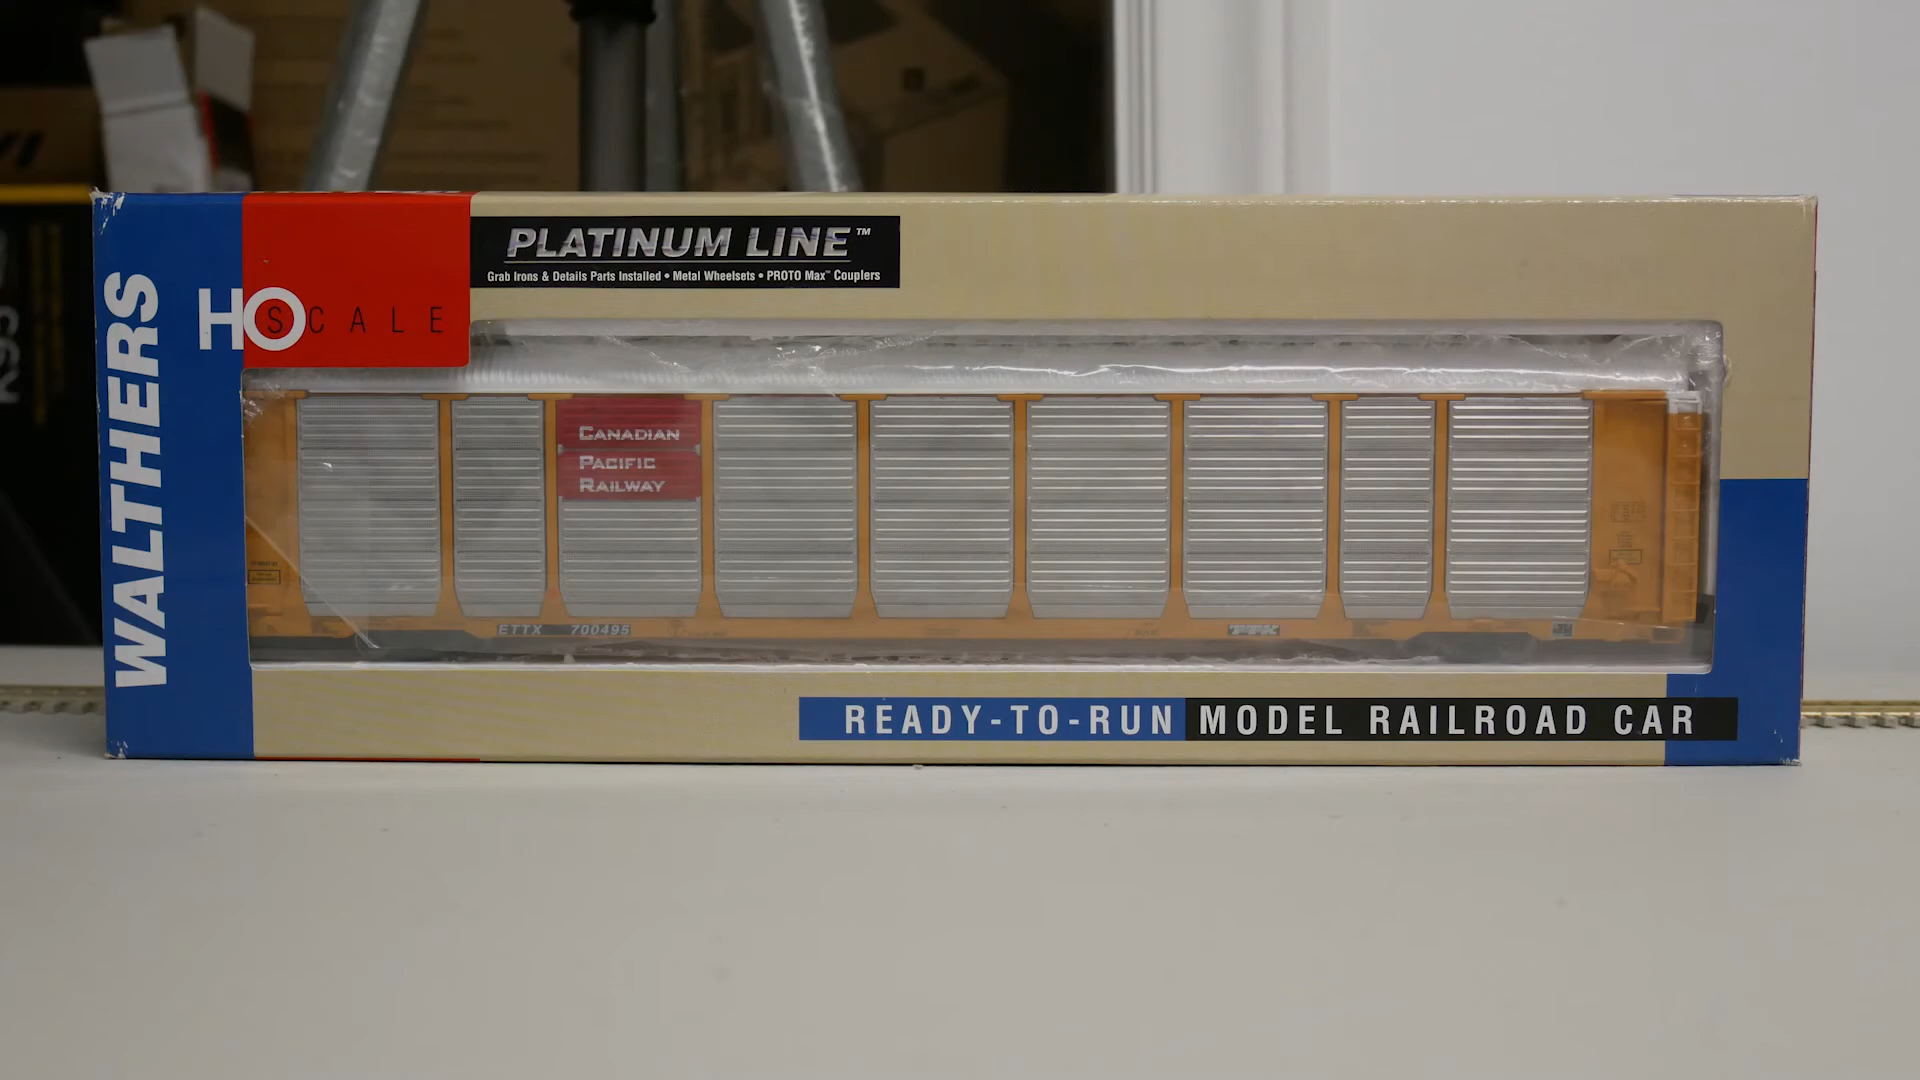 WALTHERS
HO SCALE
PLATINUM LINE™
Grab Irons & Details Parts Installed • Metal Wheelsets • PROTO Max™ Couplers
CANADIAN
PACIFIC
RAILWAY
ETTX 700495
TTX
READY-TO-RUN MODEL RAILROAD CAR